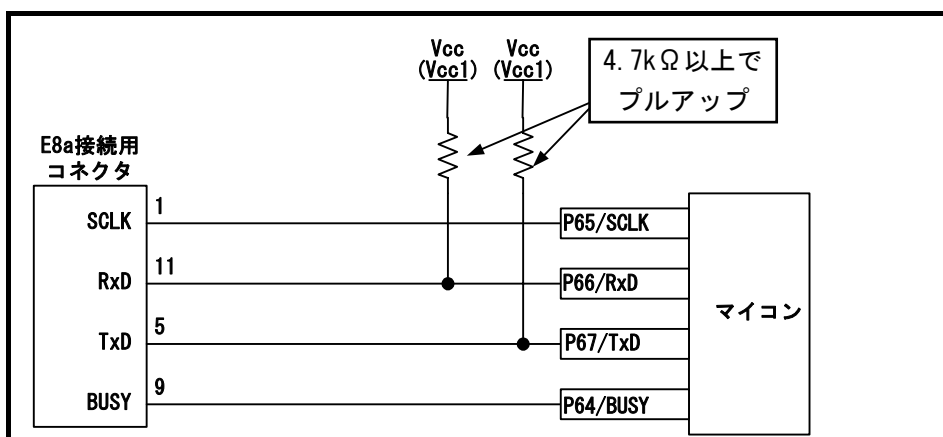 Vcc Vcc
(Vcc1) (Vcc1)
4.7kΩ以上で
プルアップ
E8a接続用
コネクタ
SCLK 1 P65/SCLK
RxD 11 P66/RxD
マイコン
TxD 5 P67/TxD
BUSY 9 P64/BUSY